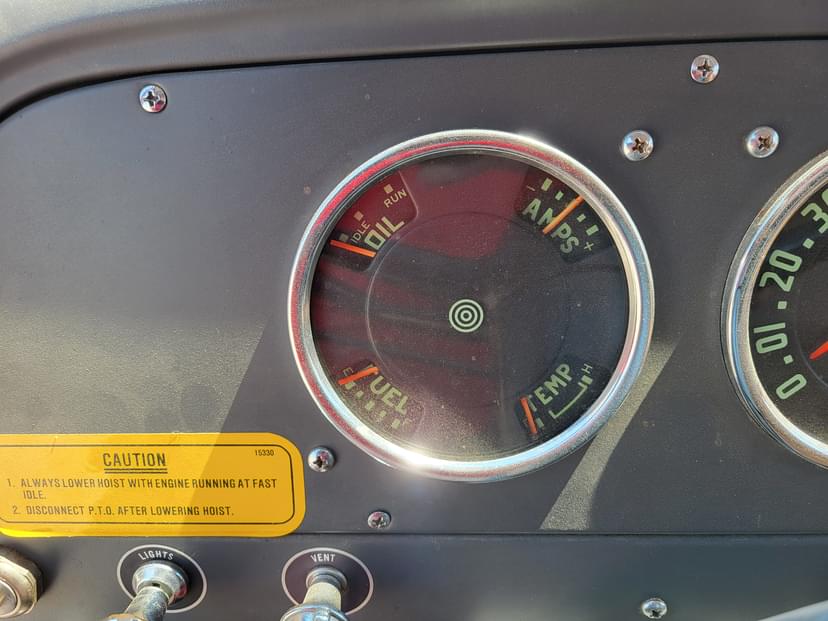 RUN
IDLE
OIL
- AMPS +
E
FUEL
TEMP
H
0.10.20.30
CAUTION
15330
1. ALWAYS LOWER HOIST WITH ENGINE RUNNING AT FAST
IDLE.
2. DISCONNECT P.T.O. AFTER LOWERING HOIST.
LIGHTS
VENT